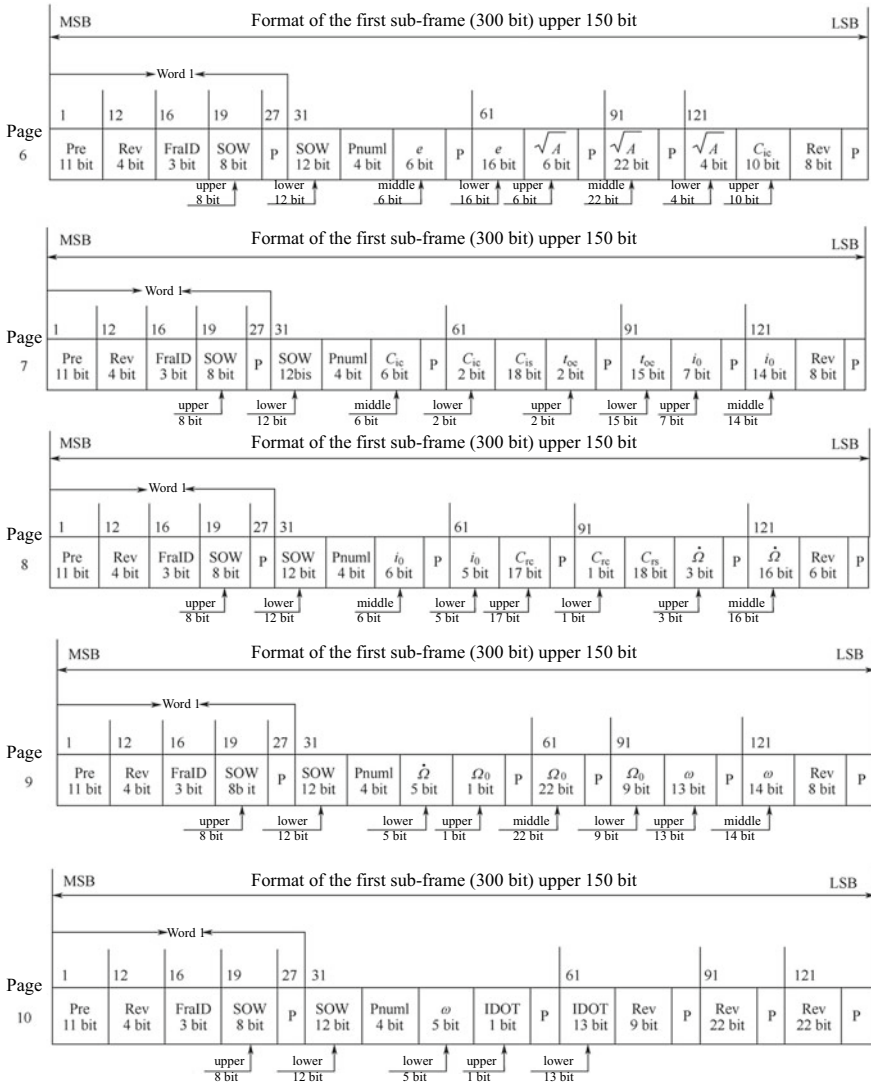 MSB Format of the first sub-frame (300 bit) upper 150 bit LSB
Word 1
1 12 16 19 27 31 61 91 121
Page
6
Pre Rev FraID SOW P SOW Pnuml e P e √A P √A P √A C_ic Rev P
11 bit 4 bit 3 bit 8 bit 12 bit 4 bit 6 bit 16 bit 6 bit 22 bit 4 bit 10 bit 8 bit
upper lower middle lower upper middle lower upper
8 bit 12 bit 6 bit 16 bit 6 bit 22 bit 4 bit 10 bit
MSB Format of the first sub-frame (300 bit) upper 150 bit LSB
Word 1
1 12 16 19 27 31 61 91 121
Page
7
Pre Rev FraID SOW P SOW Pnuml C_ic P C_ic C_is t_oc P t_oc i_0 P i_0 Rev P
11 bit 4 bit 3 bit 8 bit 12bis 4 bit 6 bit 2 bit 18 bit 2 bit 15 bit 7 bit 14 bit 8 bit
upper lower middle lower upper lower upper middle
8 bit 12 bit 6 bit 2 bit 2 bit 15 bit 7 bit 14 bit
MSB Format of the first sub-frame (300 bit) upper 150 bit LSB
Word 1
1 12 16 19 27 31 61 91 121
Page
8
Pre Rev FraID SOW P SOW Pnuml i_0 P i_0 C_rc P C_rc C_rs Ω̇ P Ω̇ Rev P
11 bit 4 bit 3 bit 8 bit 12 bit 4 bit 6 bit 5 bit 17 bit 1 bit 18 bit 3 bit 16 bit 6 bit
upper lower middle lower upper lower upper middle
8 bit 12 bit 6 bit 5 bit 17 bit 1 bit 3 bit 16 bit
MSB Format of the first sub-frame (300 bit) upper 150 bit LSB
Word 1
1 12 16 19 27 31 61 91 121
Page
9
Pre Rev FraID SOW P SOW Pnuml Ω̇ Ω_0 P Ω_0 P Ω_0 ω P ω Rev P
11 bit 4 bit 3 bit 8b it 12 bit 4 bit 5 bit 1 bit 22 bit 9 bit 13 bit 14 bit 8 bit
upper lower lower upper middle lower upper middle
8 bit 12 bit 5 bit 1 bit 22 bit 9 bit 13 bit 14 bit
MSB Format of the first sub-frame (300 bit) upper 150 bit LSB
Word 1
1 12 16 19 27 31 61 91 121
Page
10
Pre Rev FraID SOW P SOW Pnuml ω IDOT P IDOT Rev P Rev P Rev P
11 bit 4 bit 3 bit 8 bit 12 bit 4 bit 5 bit 1 bit 13 bit 9 bit 22 bit 22 bit
upper lower lower upper lower
8 bit 12 bit 5 bit 1 bit 13 bit